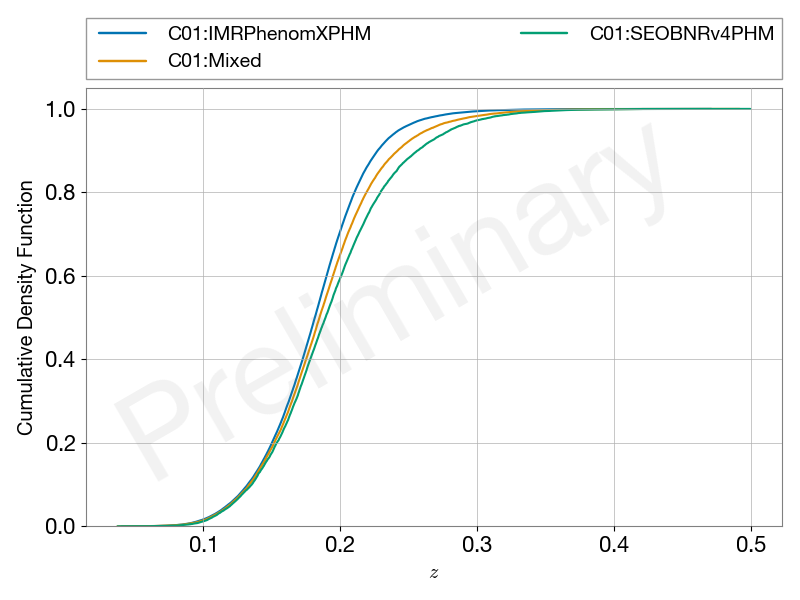 C01:IMRPhenomXPHM
C01:Mixed
C01:SEOBNRv4PHM
Cumulative Density Function
1.0
0.8
0.6
0.4
0.2
0.0
0.1
0.2
0.3
0.4
0.5
z
Preliminary